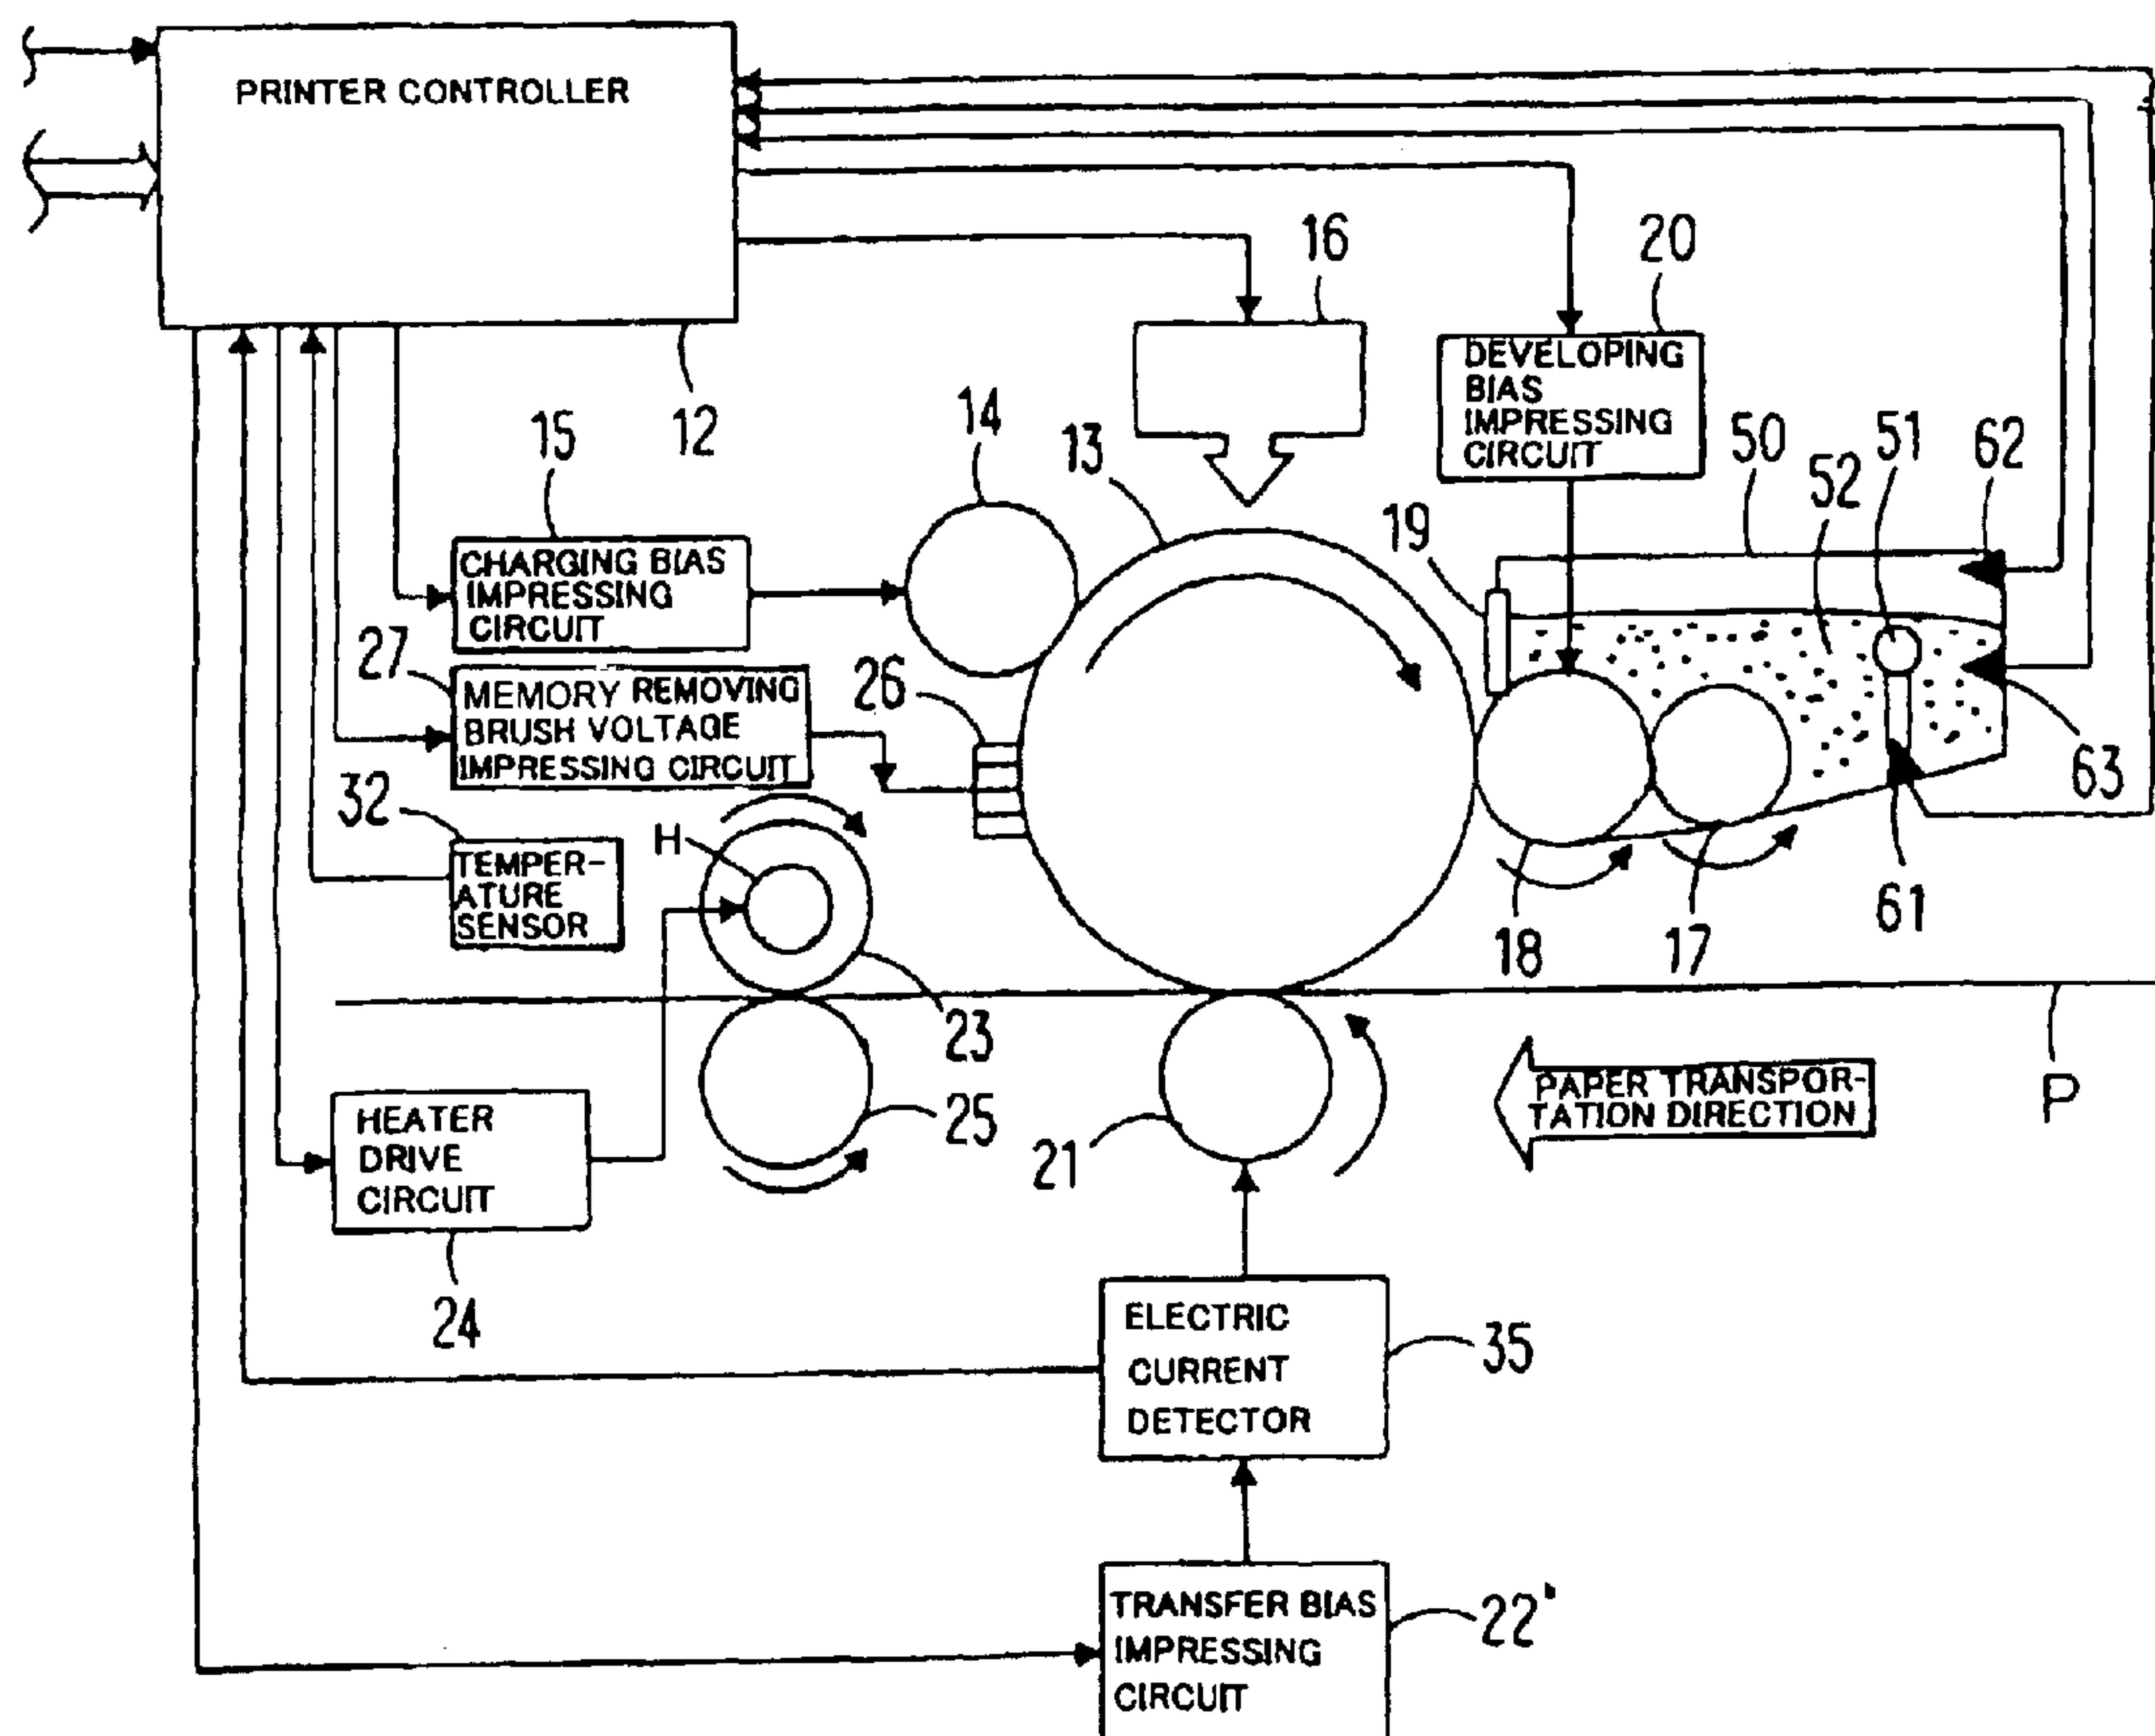 PRINTER CONTROLLER
16
20
DEVELOPING
BIAS
IMPRESSING
CIRCUIT
12
15
14
13
19
50
52
51
62
CHARGING BIAS
IMPRESSING
CIRCUIT
27
MEMORY REMOVING
BRUSH VOLTAGE
IMPRESSING CIRCUIT
26
63
32
TEMPER-
ATURE
SENSOR
H
18
17
61
23
25
21
PAPER TRANSPOR-
TATION DIRECTION
P
HEATER
DRIVE
CIRCUIT
24
ELECTRIC
CURRENT
DETECTOR
35
TRANSFER BIAS
IMPRESSING
CIRCUIT
22'